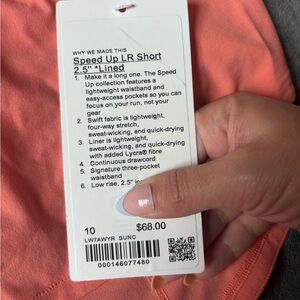 WHY WE MADE THIS
Speed Up LR Short
2.5" *Lined
1. Make it a long one. The Speed
Up collection features a
lightweight waistband and
easy-access pockets so you can
focus on your run, not your
gear
2. Swift fabric is lightweight,
four-way stretch,
sweat-wicking, and quick-drying
3. Liner is lightweight,
sweat-wicking, and quick-drying
with added Lycra® fibre
4. Continuous drawcord
5. Signature three-pocket
waistband
6. Low rise, 2.5"
10 $68.00
LW7AWYR SUNC
000146077480